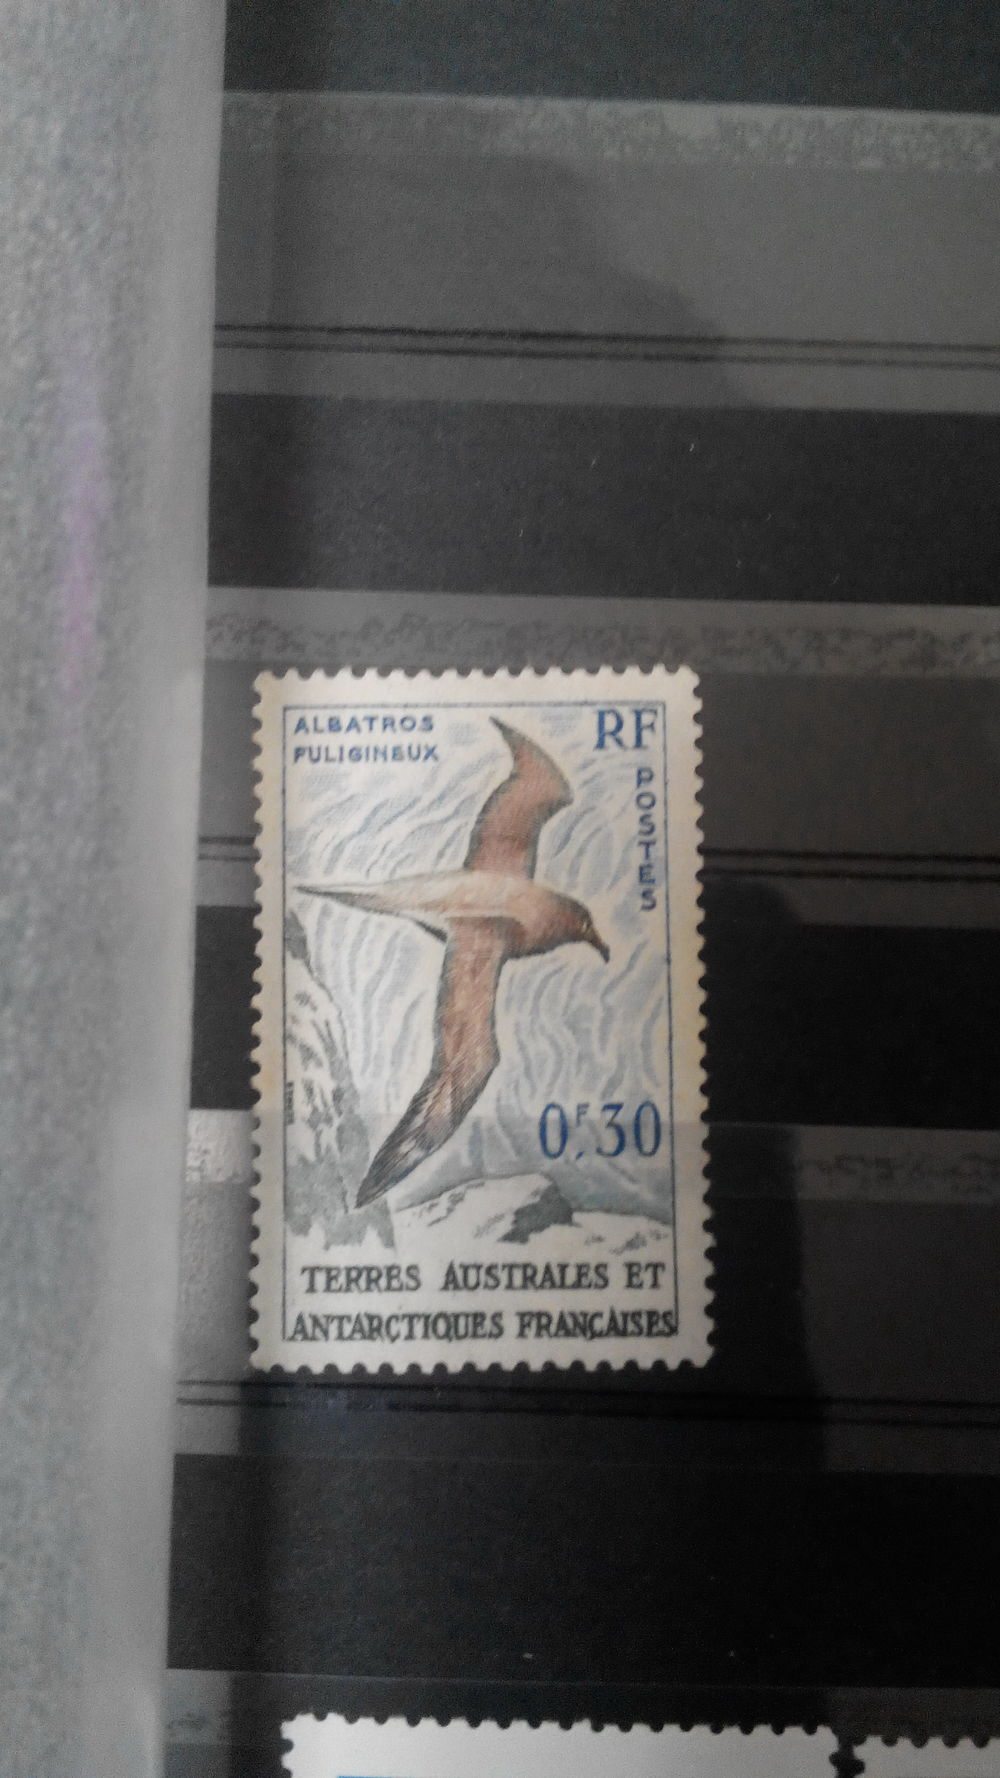 ALBATROS
FULIGINEUX
RF
POSTES
0F,30
TERRES AUSTRALES ET
ANTARCTIQUES FRANÇAISES